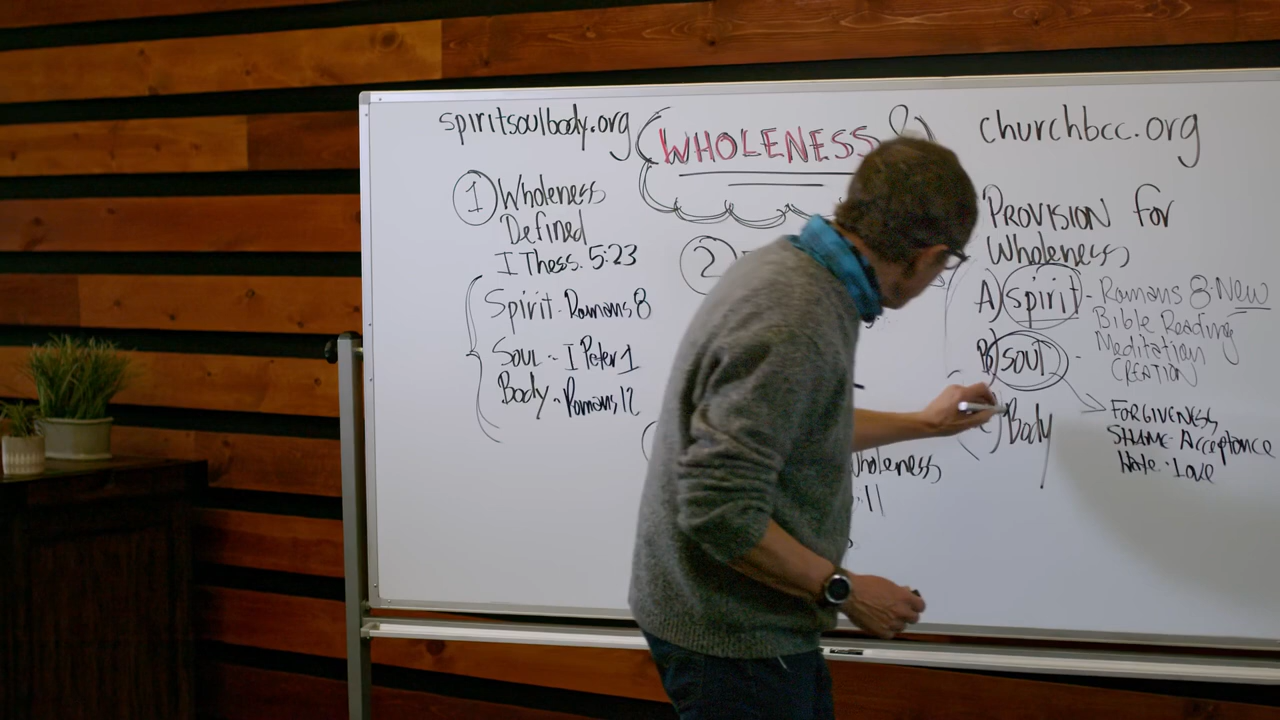 spiritsoulbody.org
WHOLENESS
churchbcc.org
1 Wholeness
Defined
I Thess. 5:23
Spirit - Romans 8
Soul - I Peter 1
Body - Romans 12
2
Wholeness
:11
PROVISION for
Wholeness
A) Spirit - Romans 8 - New
Bible Reading
B) Soul - Meditation
CREATION
FORGIVENESS
SHAME - Acceptance
Hate - Love
C) Body